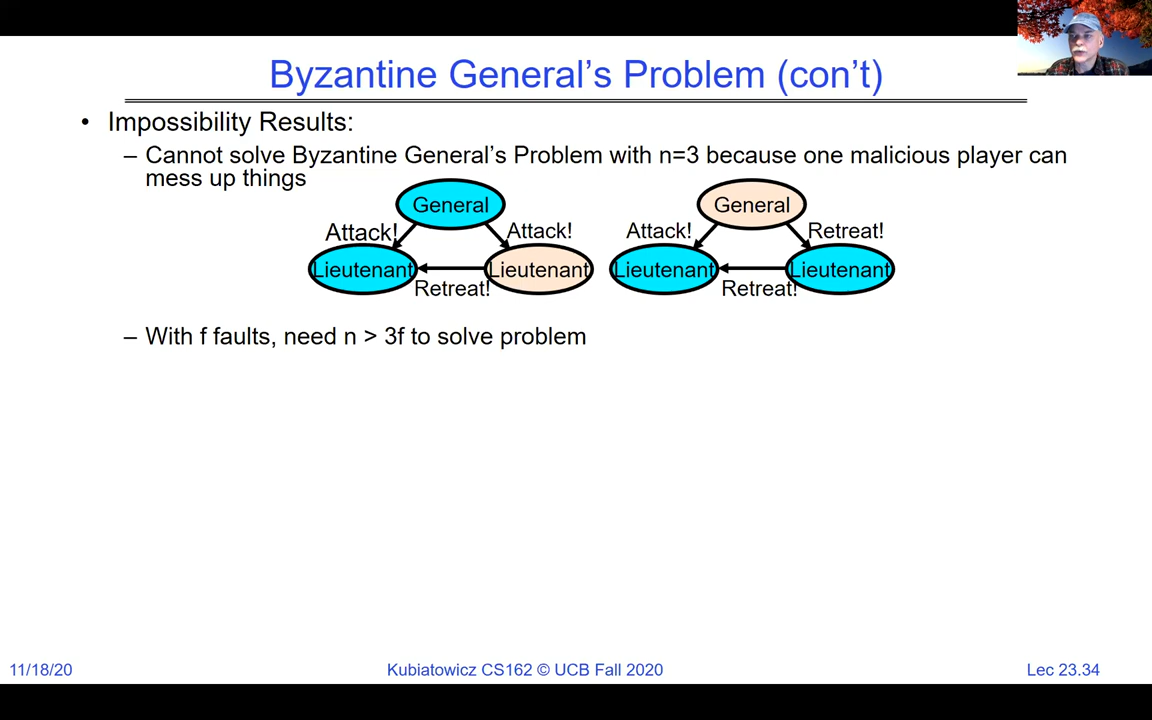 Byzantine General's Problem (con't)
• Impossibility Results:
– Cannot solve Byzantine General's Problem with n=3 because one malicious player can
mess up things
General
Attack!
Attack!
Lieutenant
Lieutenant
Retreat!
General
Attack!
Retreat!
Lieutenant
Lieutenant
Retreat!
– With f faults, need n > 3f to solve problem
11/18/20
Kubiatowicz CS162 © UCB Fall 2020
Lec 23.34